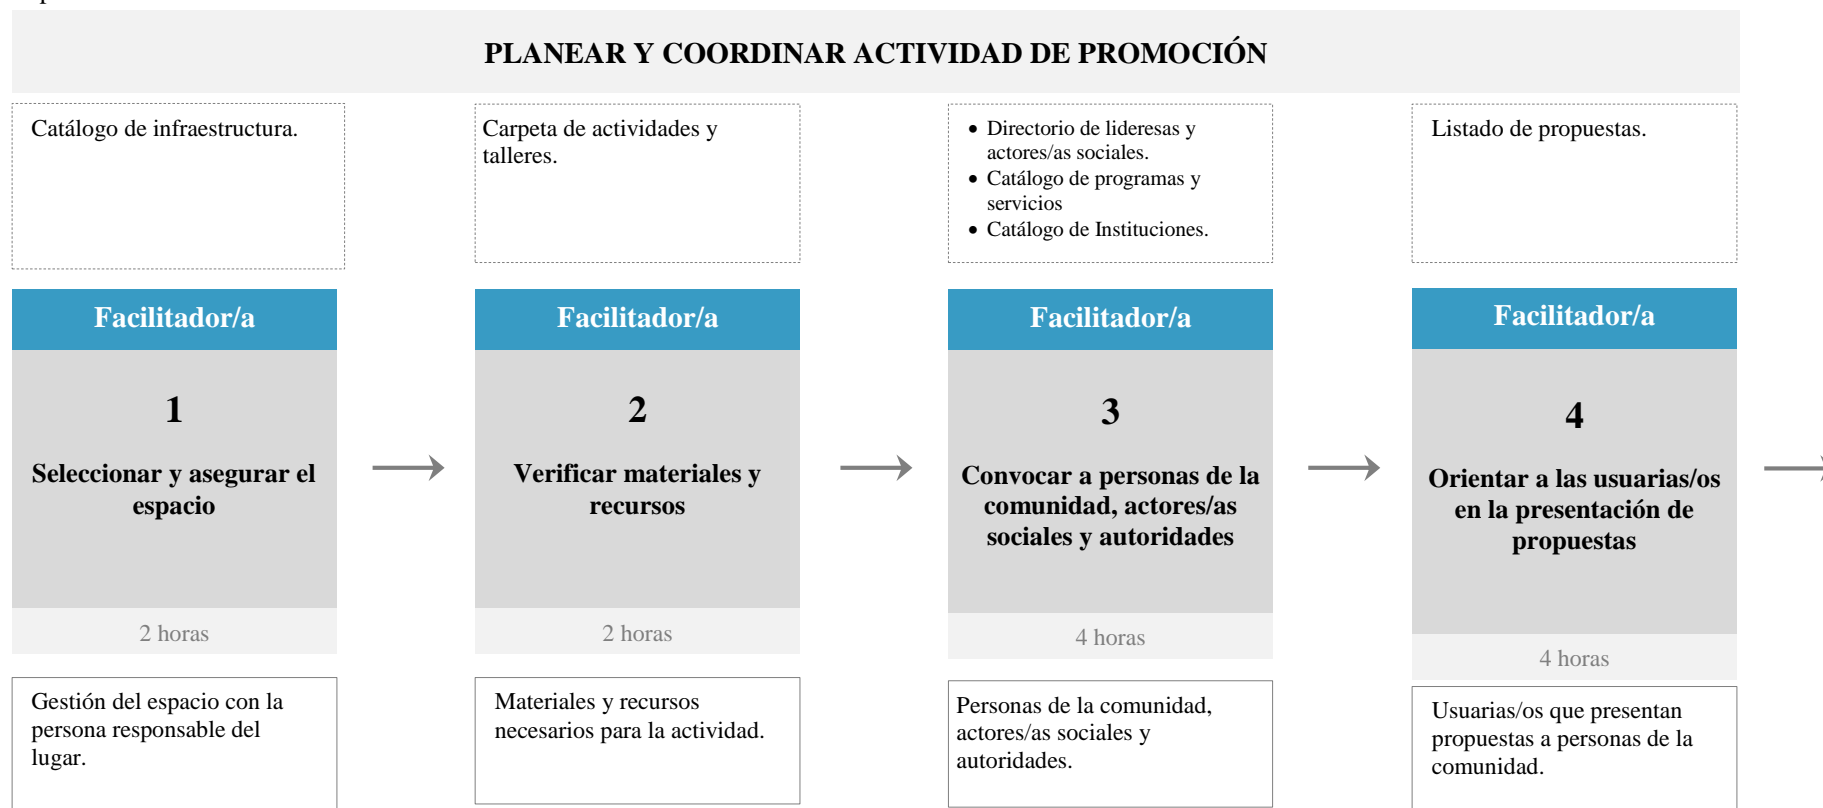 PLANEAR Y COORDINAR ACTIVIDAD DE PROMOCIÓN
Catálogo de infraestructura.
Carpeta de actividades y
talleres.
• Directorio de lideresas y
actores/as sociales.
• Catálogo de programas y
servicios
• Catálogo de Instituciones.
Listado de propuestas.
Facilitador/a
1
Seleccionar y asegurar el
espacio
2 horas
Gestión del espacio con la
persona responsable del
lugar.
Facilitador/a
2
Verificar materiales y
recursos
2 horas
Materiales y recursos
necesarios para la actividad.
Facilitador/a
3
Convocar a personas de la
comunidad, actores/as
sociales y autoridades
4 horas
Personas de la comunidad,
actores/as sociales y
autoridades.
Facilitador/a
4
Orientar a las usuarias/os
en la presentación de
propuestas
4 horas
Usuarias/os que presentan
propuestas a personas de la
comunidad.